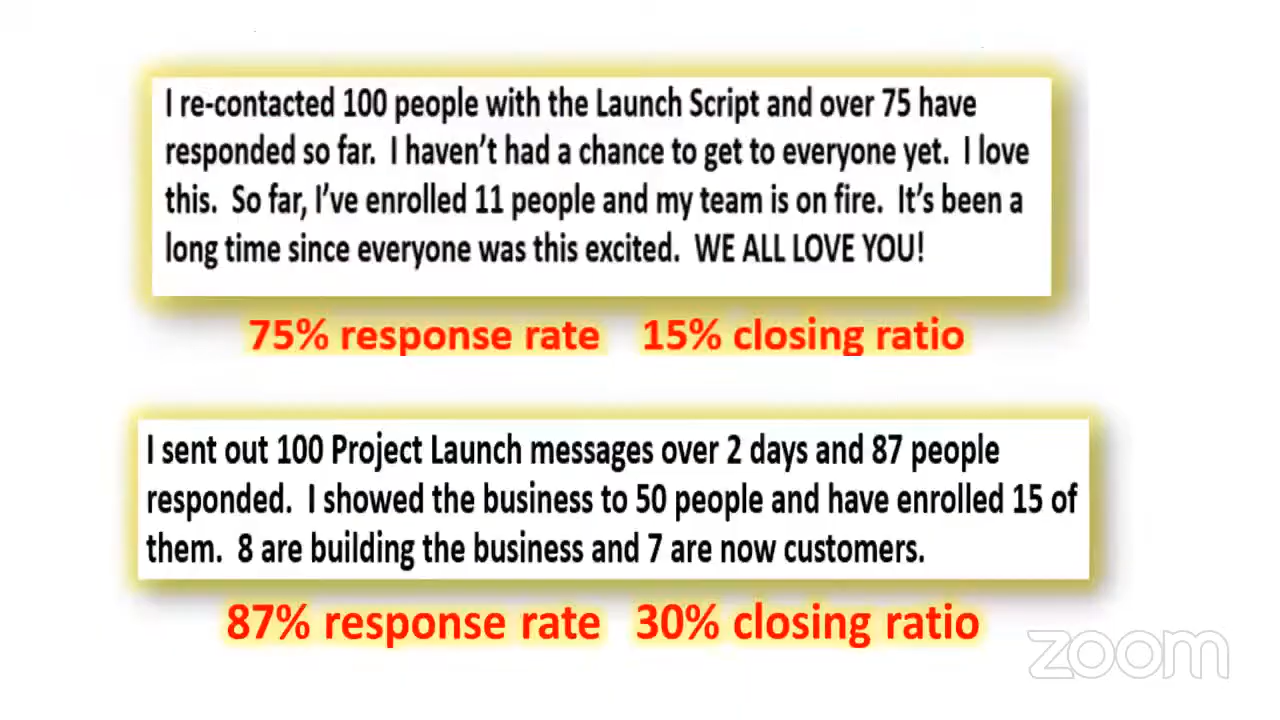 I re-contacted 100 people with the Launch Script and over 75 have
responded so far.  I haven't had a chance to get to everyone yet.  I love
this.  So far, I've enrolled 11 people and my team is on fire.  It's been a
long time since everyone was this excited.  WE ALL LOVE YOU!
75% response rate   15% closing ratio
I sent out 100 Project Launch messages over 2 days and 87 people
responded.  I showed the business to 50 people and have enrolled 15 of
them.  8 are building the business and 7 are now customers.
87% response rate   30% closing ratio
zoom